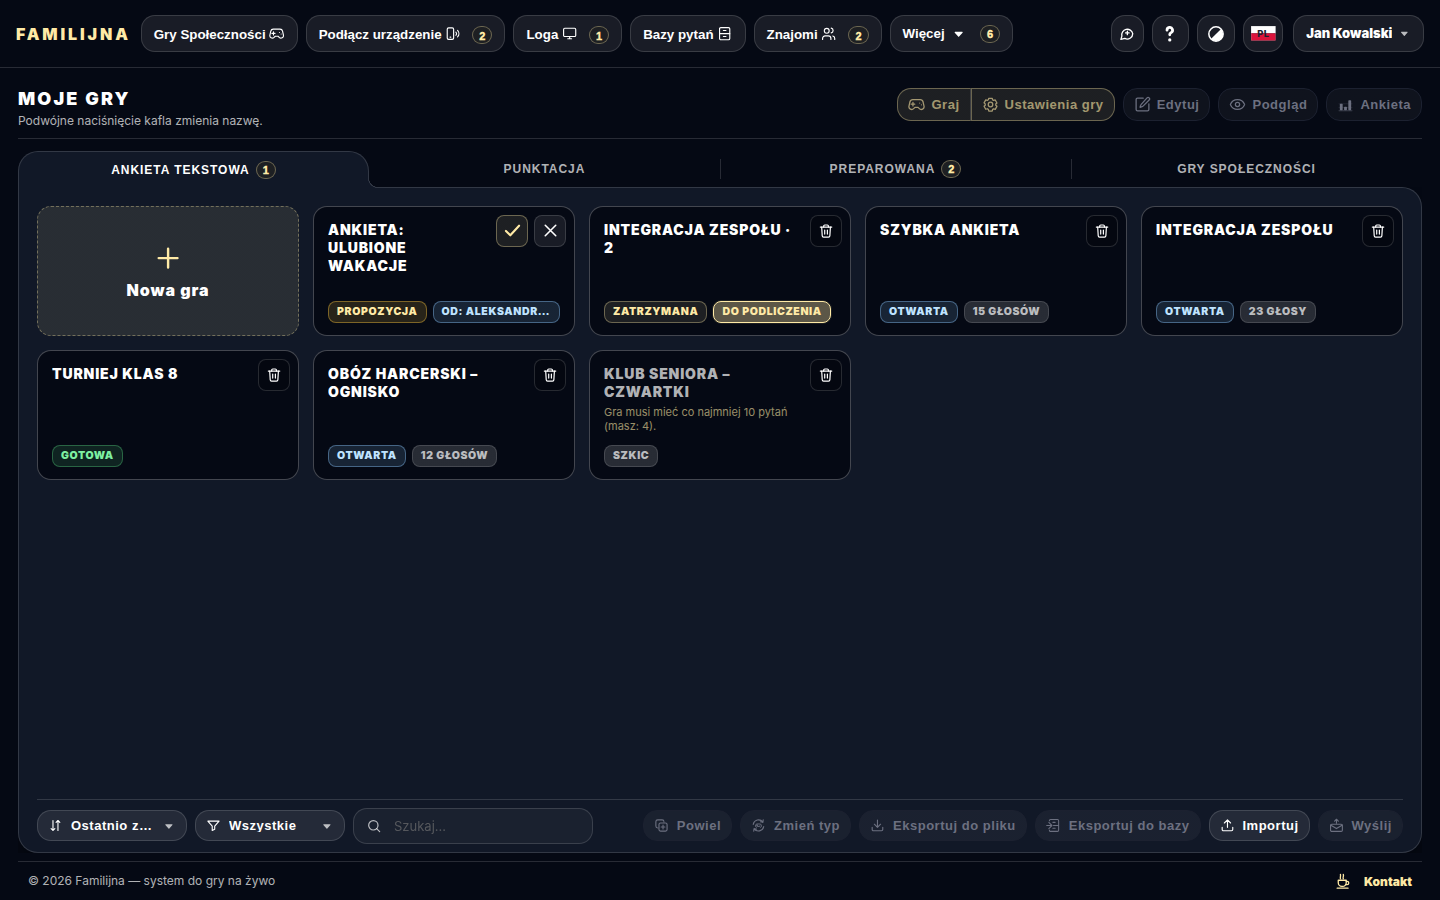 FAMILIJNA
Gry Społeczności
Podłącz urządzenie 2
Loga 1
Bazy pytań
Znajomi 2
Więcej 6
PL
Jan Kowalski
MOJE GRY
Podwójne naciśnięcie kafla zmienia nazwę.
Graj
Ustawienia gry
Edytuj
Podgląd
Ankieta
ANKIETA TEKSTOWA 1
PUNKTACJA
PREPAROWANA 2
GRY SPOŁECZNOŚCI
Nowa gra
ANKIETA:
ULUBIONE
WAKACJE
PROPOZYCJA
OD: ALEKSANDR...
INTEGRACJA ZESPOŁU ·
2
ZATRZYMANA
DO PODLICZENIA
SZYBKA ANKIETA
OTWARTA
15 GŁOSÓW
INTEGRACJA ZESPOŁU
OTWARTA
23 GŁOSY
TURNIEJ KLAS 8
GOTOWA
OBÓZ HARCERSKI –
OGNISKO
OTWARTA
12 GŁOSÓW
KLUB SENIORA –
CZWARTKI
Gra musi mieć co najmniej 10 pytań
(masz: 4).
SZKIC
Ostatnio z...
Wszystkie
Szukaj...
Powiel
Zmień typ
Eksportuj do pliku
Eksportuj do bazy
Importuj
Wyślij
© 2026 Familijna — system do gry na żywo
Kontakt